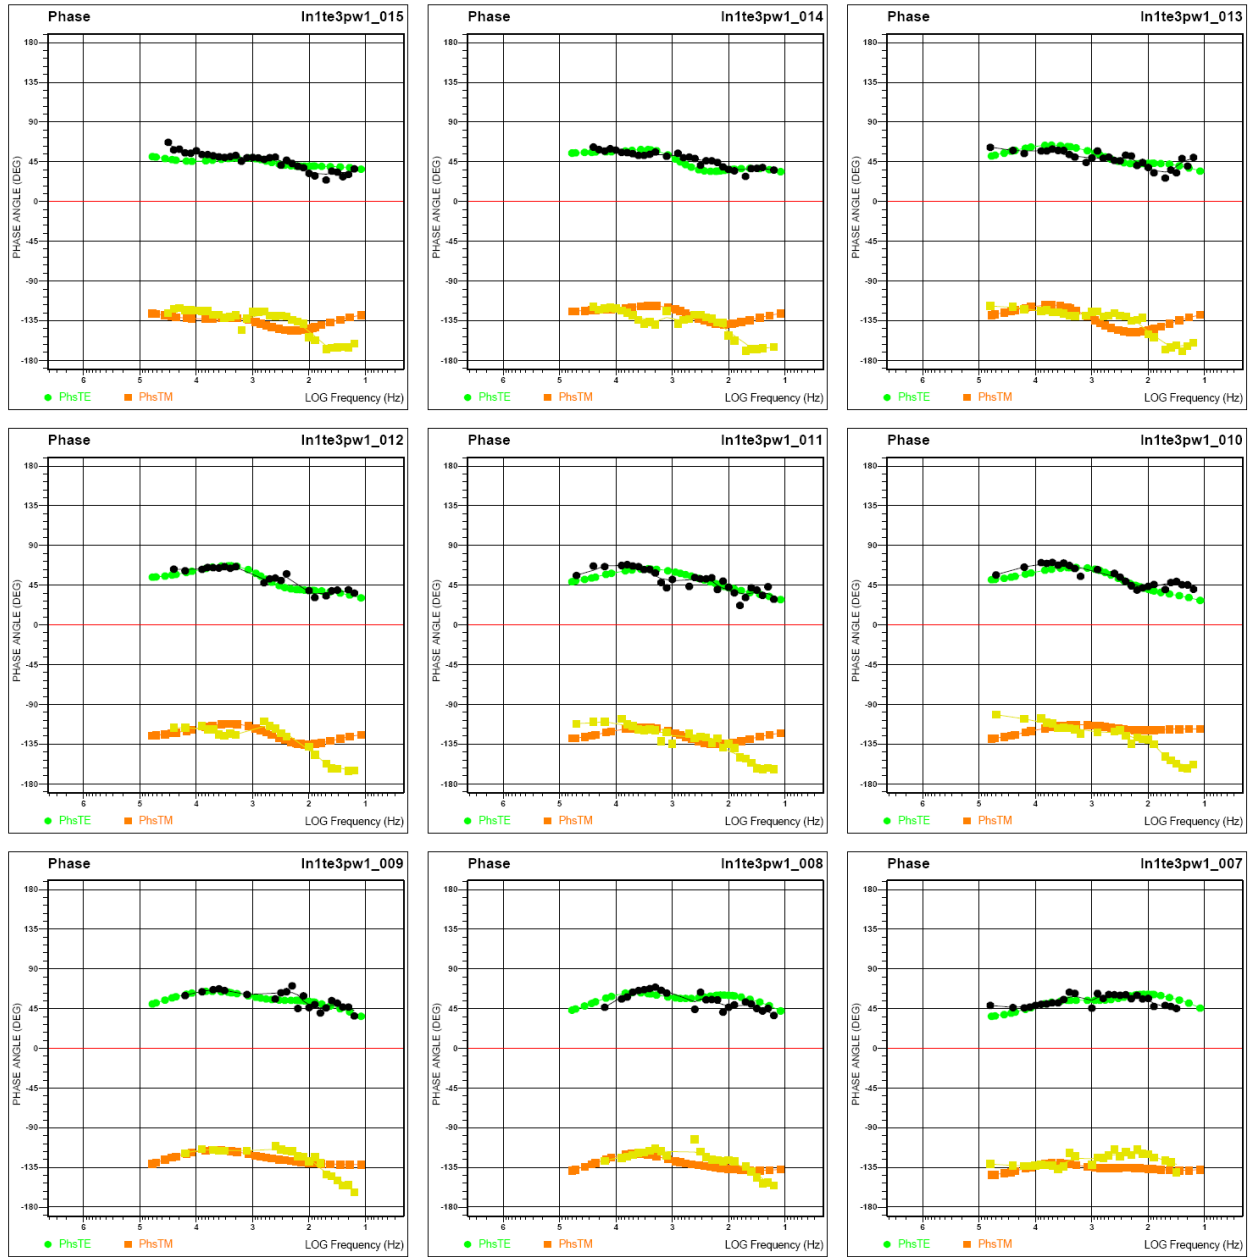 Phase ln1te3pw1_015
180
135
90
45
0
-45
-90
-135
-180
PHASE ANGLE (DEG)
6 5 4 3 2 1
PhsTE PhsTM LOG Frequency (Hz)
Phase ln1te3pw1_014
180
135
90
45
0
-45
-90
-135
-180
PHASE ANGLE (DEG)
6 5 4 3 2 1
PhsTE PhsTM LOG Frequency (Hz)
Phase ln1te3pw1_013
180
135
90
45
0
-45
-90
-135
-180
PHASE ANGLE (DEG)
6 5 4 3 2 1
PhsTE PhsTM LOG Frequency (Hz)
Phase ln1te3pw1_012
180
135
90
45
0
-45
-90
-135
-180
PHASE ANGLE (DEG)
6 5 4 3 2 1
PhsTE PhsTM LOG Frequency (Hz)
Phase ln1te3pw1_011
180
135
90
45
0
-45
-90
-135
-180
PHASE ANGLE (DEG)
6 5 4 3 2 1
PhsTE PhsTM LOG Frequency (Hz)
Phase ln1te3pw1_010
180
135
90
45
0
-45
-90
-135
-180
PHASE ANGLE (DEG)
6 5 4 3 2 1
PhsTE PhsTM LOG Frequency (Hz)
Phase ln1te3pw1_009
180
135
90
45
0
-45
-90
-135
-180
PHASE ANGLE (DEG)
6 5 4 3 2 1
PhsTE PhsTM LOG Frequency (Hz)
Phase ln1te3pw1_008
180
135
90
45
0
-45
-90
-135
-180
PHASE ANGLE (DEG)
6 5 4 3 2 1
PhsTE PhsTM LOG Frequency (Hz)
Phase ln1te3pw1_007
180
135
90
45
0
-45
-90
-135
-180
PHASE ANGLE (DEG)
6 5 4 3 2 1
PhsTE PhsTM LOG Frequency (Hz)